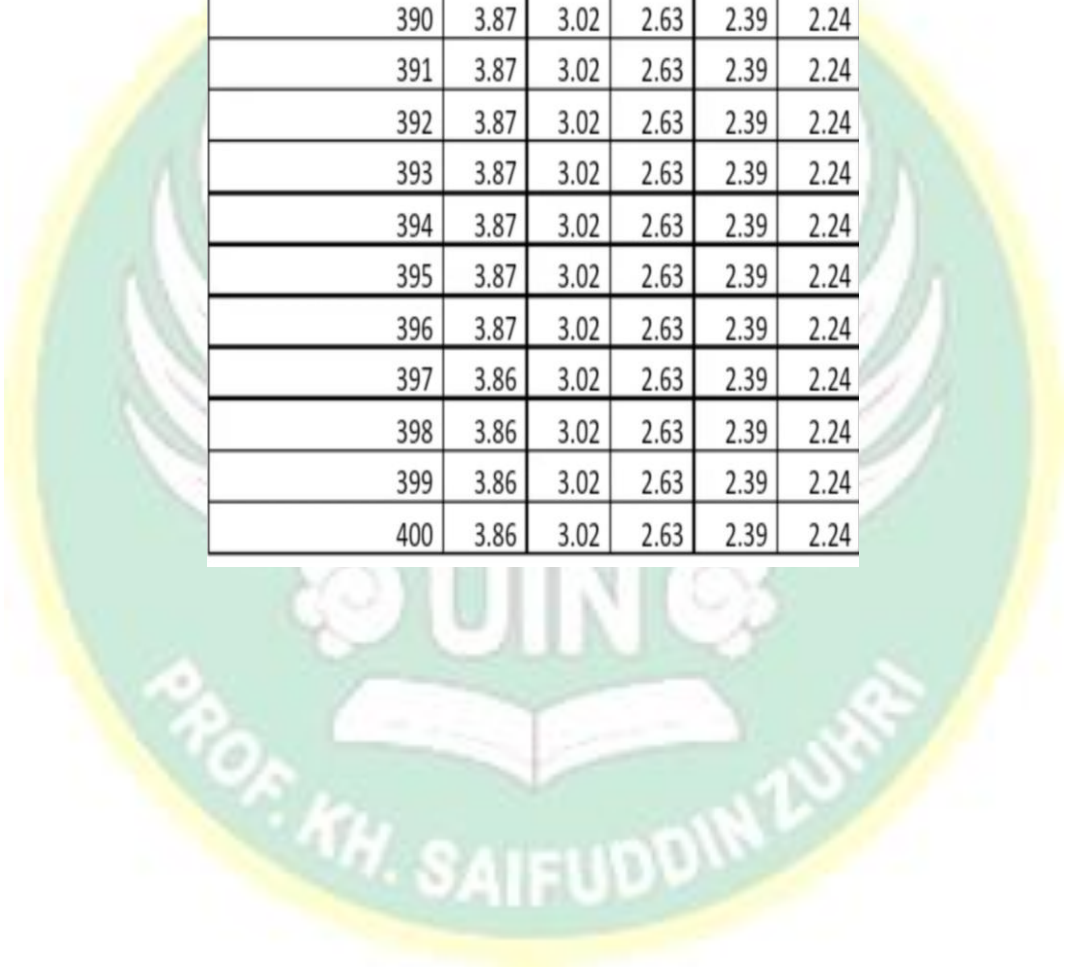 390 3.87 3.02 2.63 2.39 2.24
391 3.87 3.02 2.63 2.39 2.24
392 3.87 3.02 2.63 2.39 2.24
393 3.87 3.02 2.63 2.39 2.24
394 3.87 3.02 2.63 2.39 2.24
395 3.87 3.02 2.63 2.39 2.24
396 3.87 3.02 2.63 2.39 2.24
397 3.86 3.02 2.63 2.39 2.24
398 3.86 3.02 2.63 2.39 2.24
399 3.86 3.02 2.63 2.39 2.24
400 3.86 3.02 2.63 2.39 2.24
UIN
PROF. KH. SAIFUDDIN ZUHRI